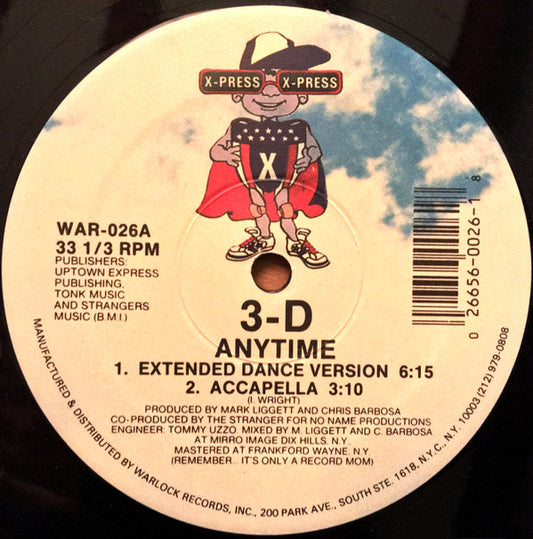 X-PRESS X-PRESS
X
WAR-026A
33 1/3 RPM
PUBLISHERS:
UPTOWN EXPRESS
PUBLISHING,
TONK MUSIC
AND STRANGERS
MUSIC (B.M.I.)
0 26656-0026-1 8
3-D
ANYTIME
1. EXTENDED DANCE VERSION 6:15
2. ACCAPELLA 3:10
(I. WRIGHT)
PRODUCED BY MARK LIGGETT AND CHRIS BARBOSA
CO-PRODUCED BY THE STRANGER FOR NO NAME PRODUCTIONS
ENGINEER: TOMMY UZZO. MIXED BY M. LIGGETT AND C. BARBOSA
AT MIRRO IMAGE DIX HILLS. N.Y.
MASTERED AT FRANKFORD WAYNE, N.Y.
(REMEMBER.. IT'S ONLY A RECORD MOM)
MANUFACTURED & DISTRIBUTED BY WARLOCK RECORDS, INC., 200 PARK AVE., SOUTH STE. 1618, N.Y.C., N.Y. 10003 (212) 979-0808